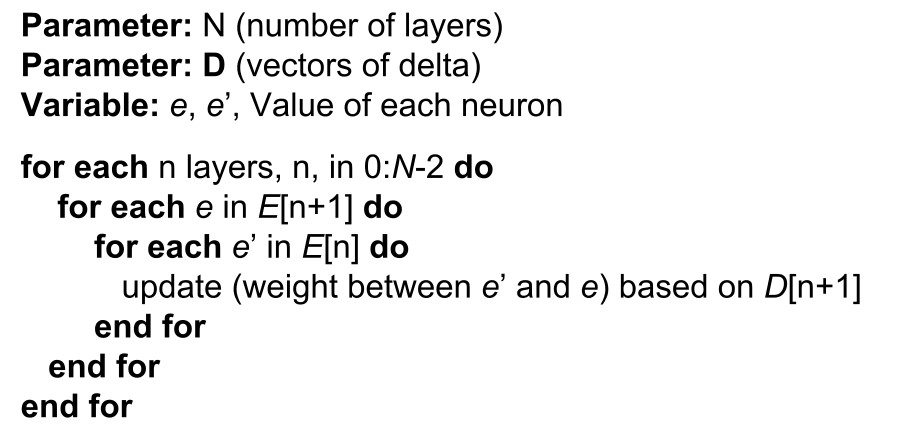 Parameter: N (number of layers)
Parameter: D (vectors of delta)
Variable: e, e’, Value of each neuron
for each n layers, n, in 0:N-2 do
for each e in E[n+1] do
for each e’ in E[n] do
update (weight between e’ and e) based on D[n+1]
end for
end for
end for